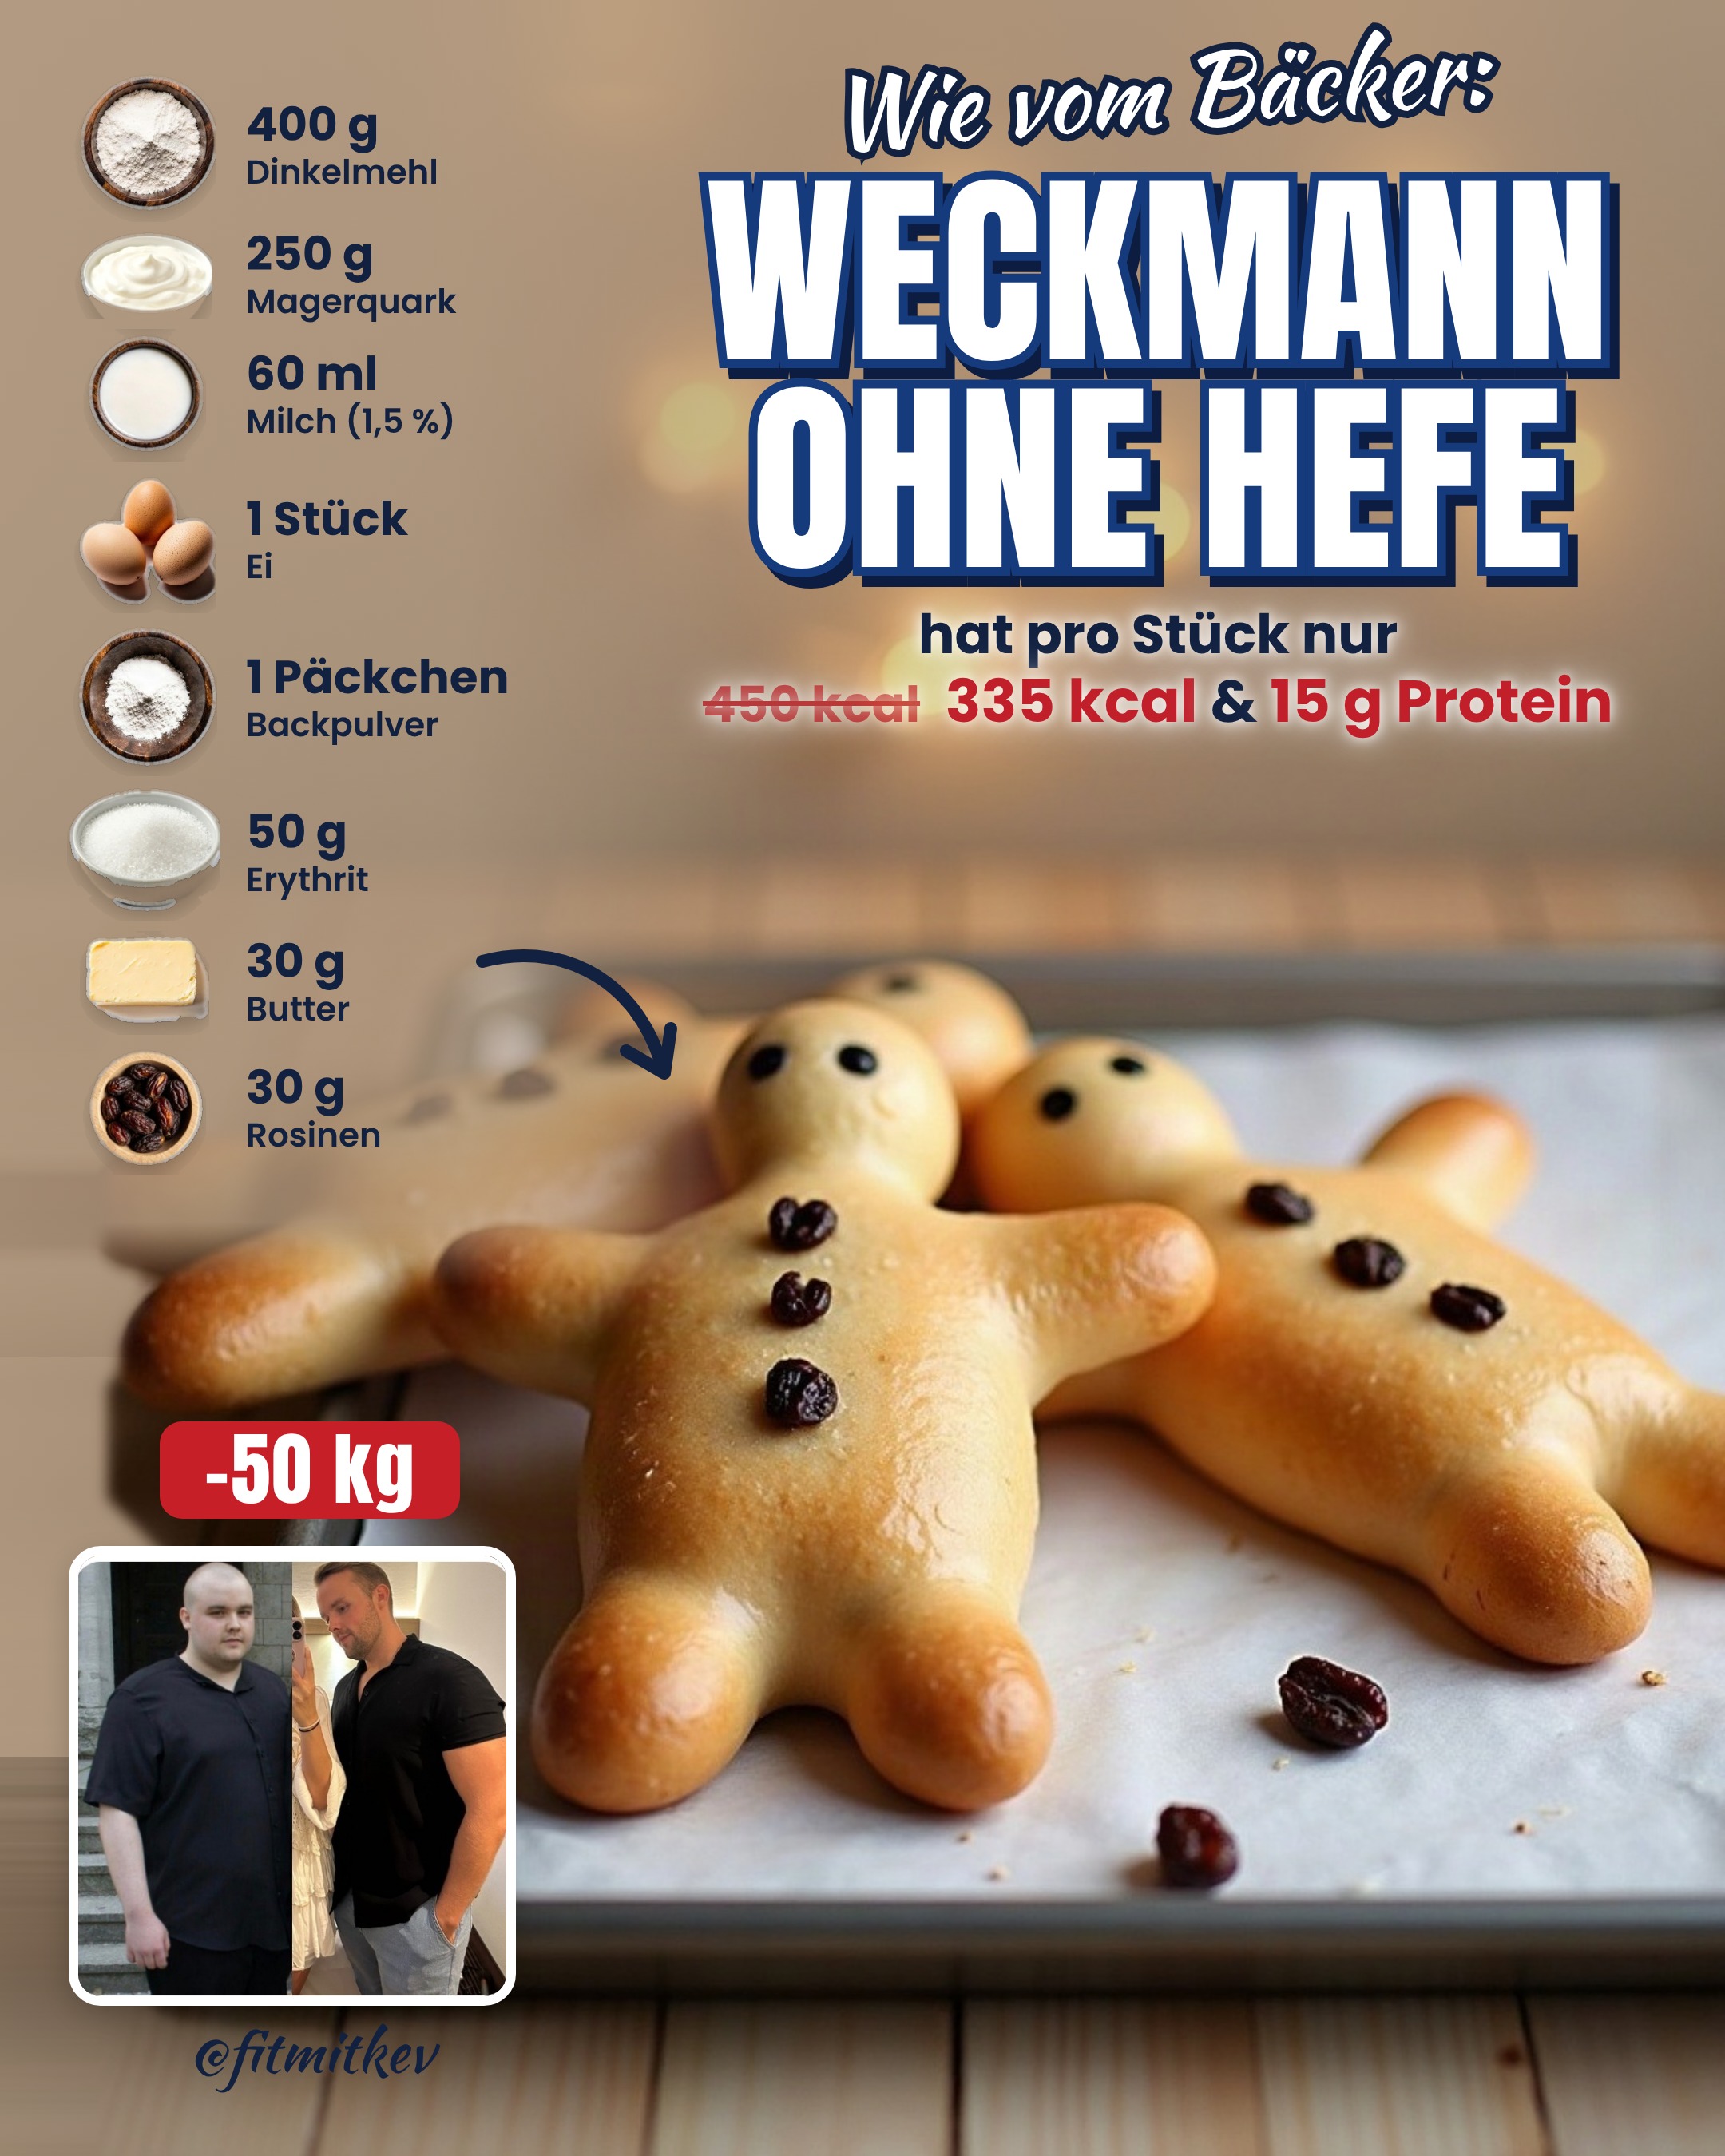 Wie vom Bäcker:
WECKMANN
OHNE HEFE
hat pro Stück nur
450 kcal 335 kcal & 15 g Protein
400 g
Dinkelmehl
250 g
Magerquark
60 ml
Milch (1,5 %)
1 Stück
Ei
1 Päckchen
Backpulver
50 g
Erythrit
30 g
Butter
30 g
Rosinen
-50 kg
@fitmitkev